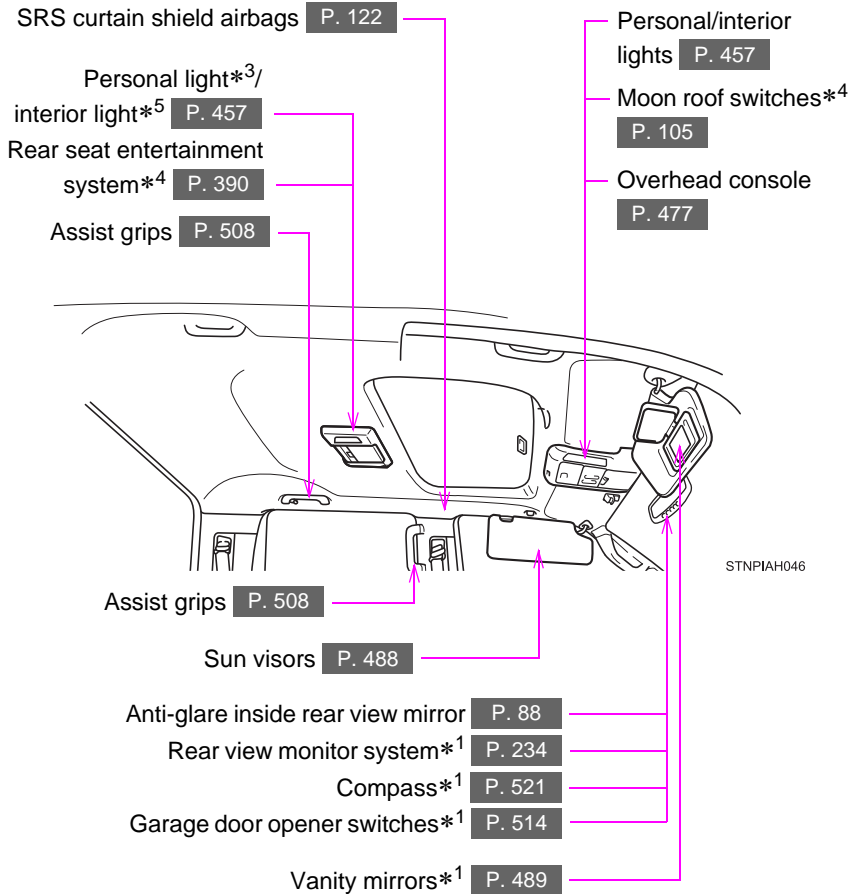 SRS curtain shield airbags P. 122
Personal light*3/
interior light*5 P. 457
Rear seat entertainment
system*4 P. 390
Assist grips P. 508
Personal/interior
lights P. 457
Moon roof switches*4
P. 105
Overhead console
P. 477
STNPIAH046
Assist grips P. 508
Sun visors P. 488
Anti-glare inside rear view mirror P. 88
Rear view monitor system*1 P. 234
Compass*1 P. 521
Garage door opener switches*1 P. 514
Vanity mirrors*1 P. 489